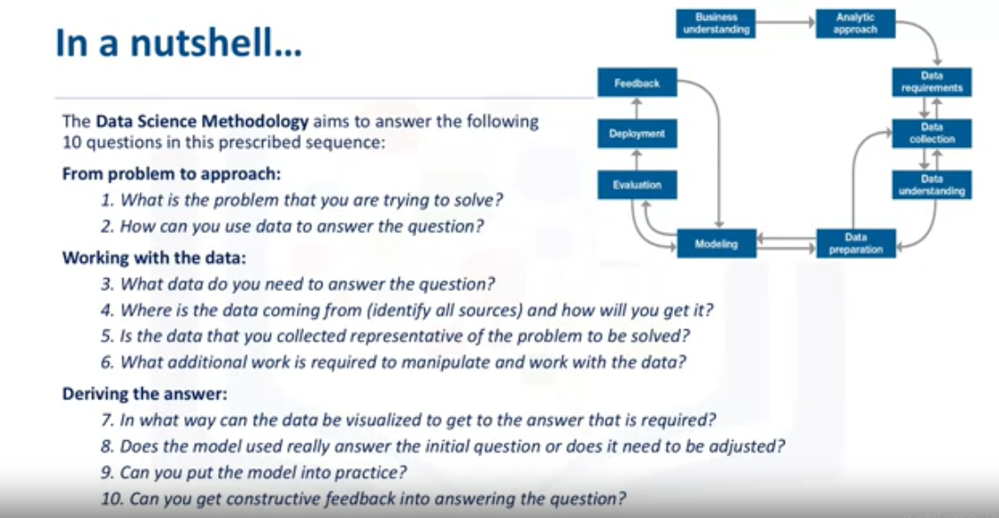 In a nutshell...
The Data Science Methodology aims to answer the following
10 questions in this prescribed sequence:
From problem to approach:
1. What is the problem that you are trying to solve?
2. How can you use data to answer the question?
Working with the data:
3. What data do you need to answer the question?
4. Where is the data coming from (identify all sources) and how will you get it?
5. Is the data that you collected representative of the problem to be solved?
6. What additional work is required to manipulate and work with the data?
Deriving the answer:
7. In what way can the data be visualized to get to the answer that is required?
8. Does the model used really answer the initial question or does it need to be adjusted?
9. Can you put the model into practice?
10. Can you get constructive feedback into answering the question?
Business
understanding
Analytic
approach
Data
requirements
Data
collection
Data
understanding
Data
preparation
Modeling
Evaluation
Deployment
Feedback